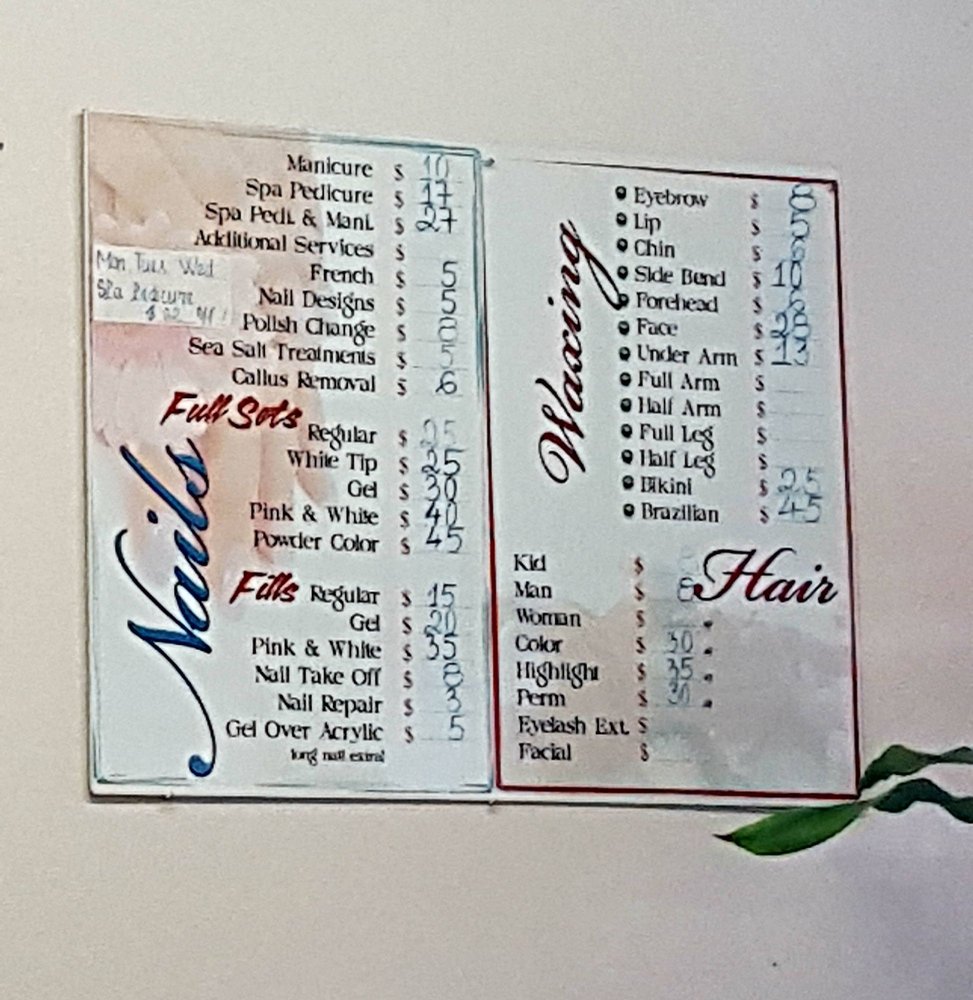 Manicure $ 10
Spa Pedicure $ 17
Spa Pedi. & Mani. $ 27
Additional Services $
French $ 5
Nail Designs $ 5
Polish Change $ 8
Sea Salt Treatments $ 5
Callus Removal $ 6
Mon Tues Wed
Spa Pedicure
Full Sets
Regular $ 25
White Tip $ 25
Gel $ 30
Pink & White $ 40
Powder Color $ 45
Nails
Fills Regular $ 15
Gel $ 20
Pink & White $ 35
Nail Take Off $ 8
Nail Repair $ 3
Gel Over Acrylic $ 5
long nail extra!
Waxing
Eyebrow $ 8
Lip $ 5
Chin $
Side Bend $ 10
Forehead $
Face $ 28
Under Arm $ 13
Full Arm $
Half Arm $
Full Leg $
Half Leg $
Bikini $ 25
Brazilian $ 45
Hair
Kid $
Man $ 8
Woman $
Color $ 30
Highlight $ 35
Perm $ 30
Eyelash Ext. $
Facial $